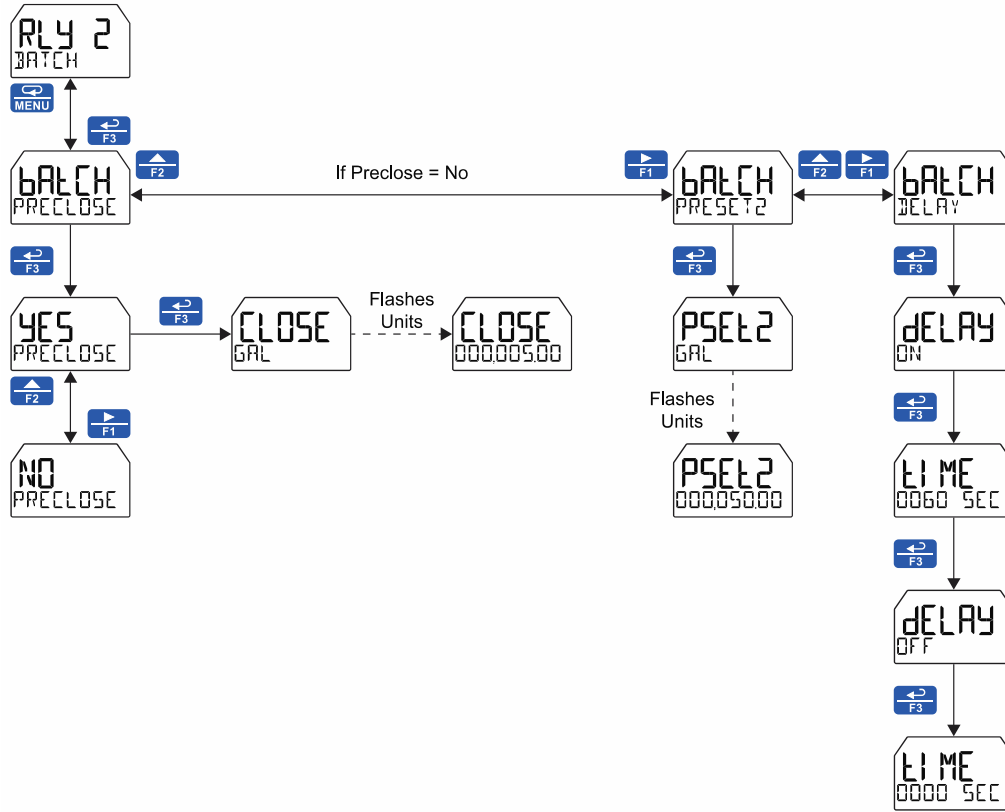 RLY 2
BATCH
MENU
F3
bAtCH
PRECLOSE
F2
If Preclose = No
F1
bAtCH
PRESET2
F2
F1
bAtCH
DELAY
F3
F3
F3
YES
PRECLOSE
F3
CLOSE
GAL
Flashes
Units
CLOSE
000,005.00
PSEt2
GAL
dELAY
ON
F2
F1
Flashes
Units
F3
NO
PRECLOSE
PSEt2
000,050.00
tIME
0060 SEC
F3
dELAY
OFF
F3
tIME
0000 SEC